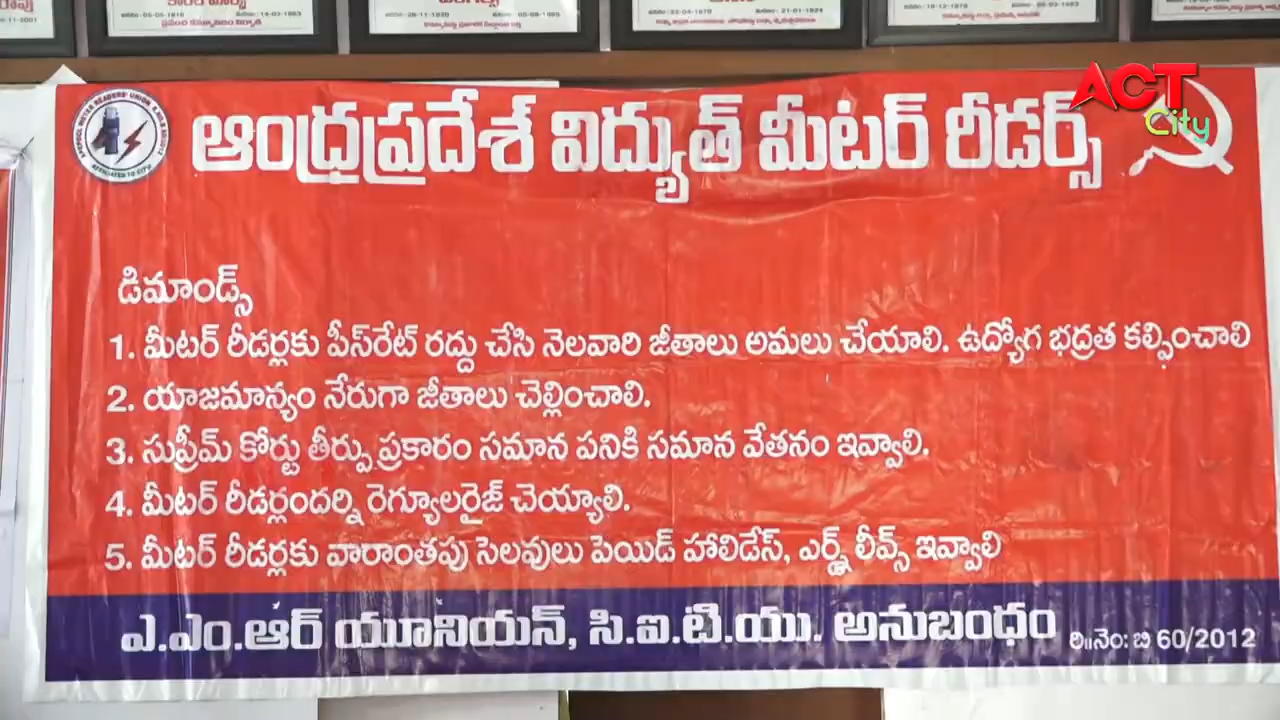 ACT
City
ఆంధ్రప్రదేశ్ విద్యుత్ మీటర్ రీడర్స్
డిమాండ్స్
1. మీటర్ రీడర్లకు పీస్‌రేట్ రద్దు చేసి నెలవారి జీతాలు అమలు చేయాలి. ఉద్యోగ భద్రత కల్పించాలి
2. యాజమాన్యం నేరుగా జీతాలు చెల్లించాలి.
3. సుప్రీమ్ కోర్టు తీర్పు ప్రకారం సమాన పనికి సమాన వేతనం ఇవ్వాలి.
4. మీటర్ రీడర్లందర్ని రెగ్యూలరైజ్ చెయ్యాలి.
5. మీటర్ రీడర్లకు వారాంతపు సెలవులు పెయిడ్ హాలిడేస్, ఎర్న్డ్ లీవ్స్ ఇవ్వాలి
ఎ.ఎం.ఆర్ యూనియన్, సి.ఐ.టి.యు. అనుబంధం రి॥నెం: బి 60/2012